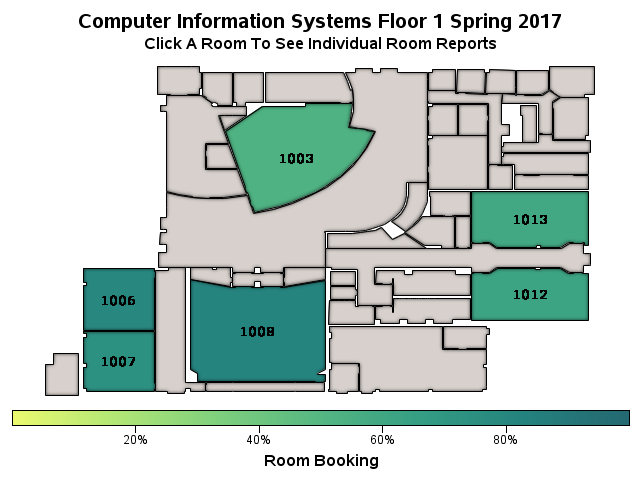 Computer Information Systems Floor 1 Spring 2017
Click A Room To See Individual Room Reports
1003
1013
1012
1006
1008
1007
20% 40% 60% 80%
Room Booking